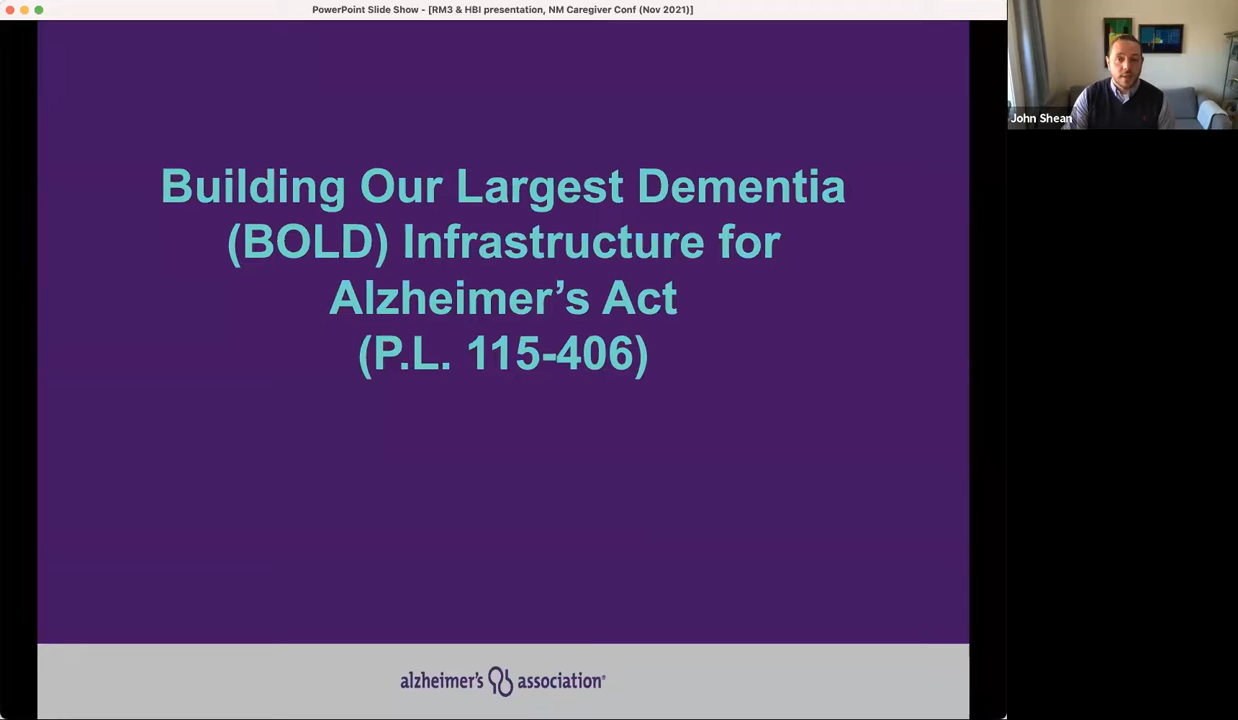 PowerPoint Slide Show - [RM3 & HBI presentation, NM Caregiver Conf (Nov 2021)]
John Shean
Building Our Largest Dementia
(BOLD) Infrastructure for
Alzheimer’s Act
(P.L. 115-406)
alzheimer's association®